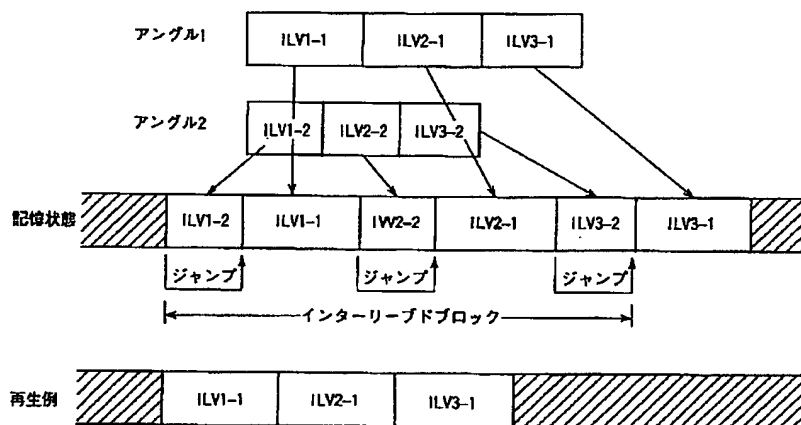 アングル1 ILV1-1 ILV2-1 ILV3-1
アングル2 ILV1-2 ILV2-2 ILV3-2
記憶状態 ILV1-2 ILV1-1 IVV2-2 ILV2-1 ILV3-2 ILV3-1
ジャンプ ジャンプ ジャンプ
インターリーブドブロック
再生例 ILV1-1 ILV2-1 ILV3-1